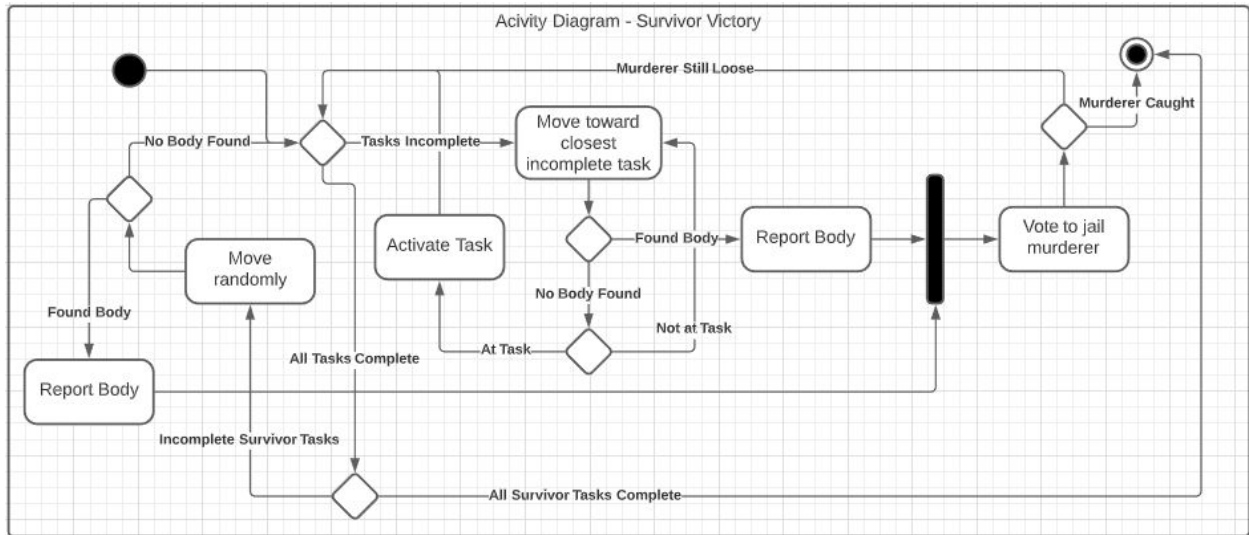 Acivity Diagram - Survivor Victory
Murderer Still Loose
Murderer Caught
No Body Found
Tasks Incomplete
Move toward
closest
incomplete task
Activate Task
Found Body
Report Body
Vote to jail
murderer
Move
randomly
No Body Found
Found Body
Not at Task
At Task
All Tasks Complete
Report Body
Incomplete Survivor Tasks
All Survivor Tasks Complete